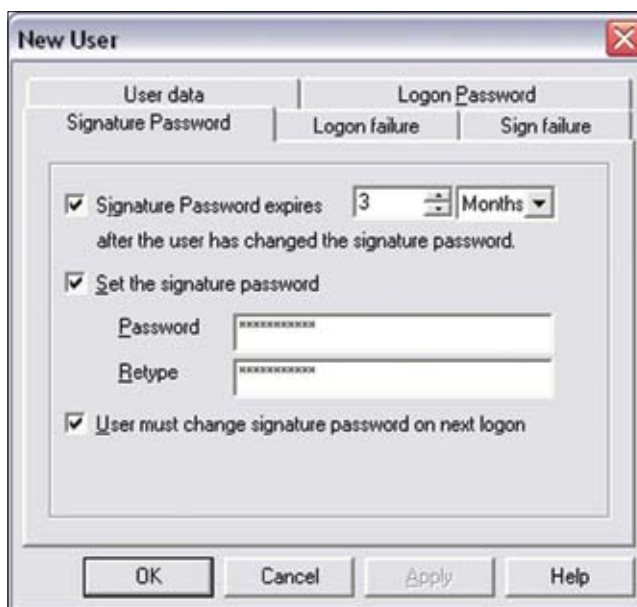 New User
User data
Logon Password
Signature Password
Logon failure
Sign failure
Signature Password expires 3 Months
after the user has changed the signature password.
Set the signature password
Password ***********
Retype ***********
User must change signature password on next logon
OK Cancel Apply Help